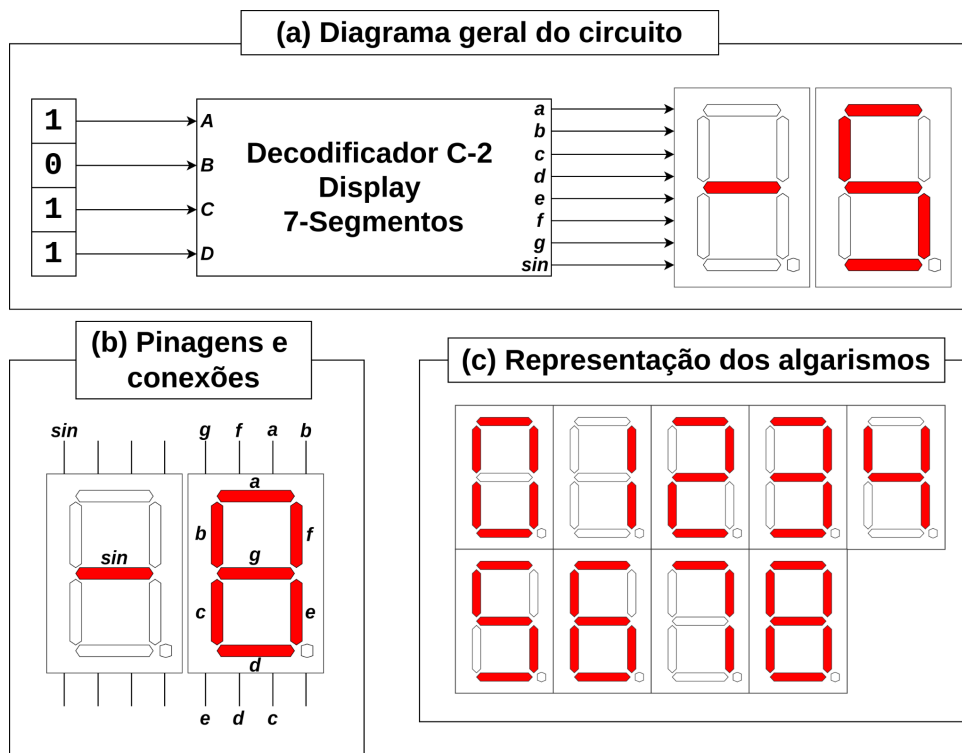 (a) Diagrama geral do circuito
1
0
1
1
A
B
C
D
Decodificador C-2
Display
7-Segmentos
a
b
c
d
e
f
g
sin
(b) Pinagens e
conexões
sin
g f a b
a
b
f
sin
g
c
e
d
e d c
(c) Representação dos algarismos